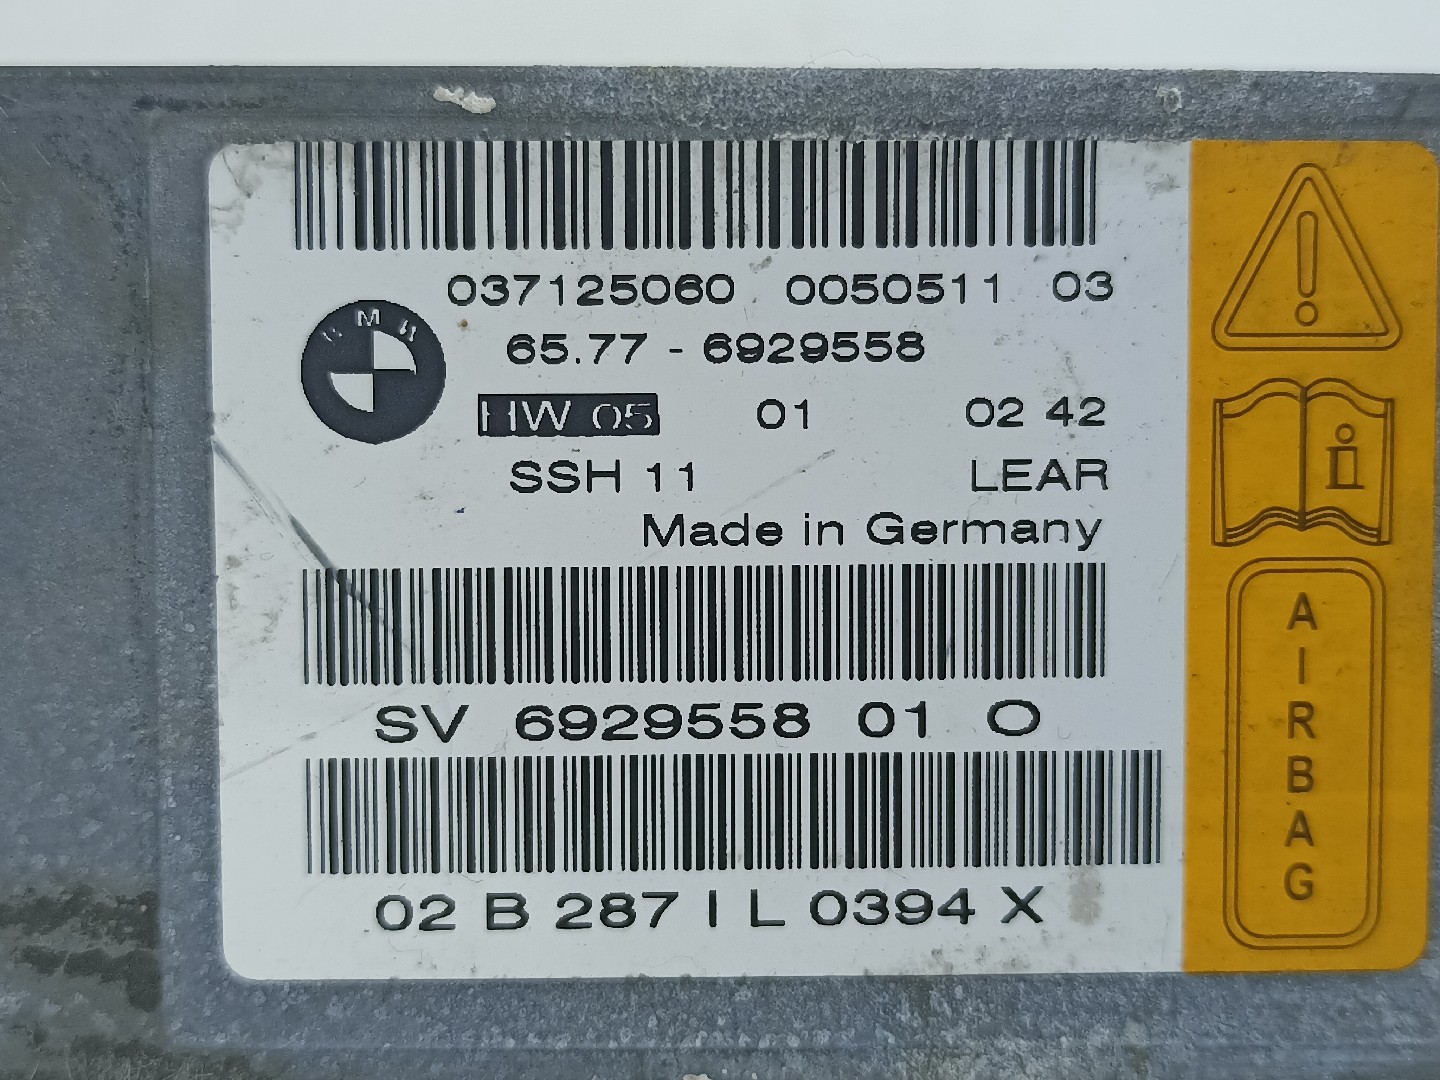 037125060 0050511 03
BMW
65.77 - 6929558
HW 05 01 02 42
SSH 11 LEAR
Made in Germany
SV 6929558 01 O
02 B 287 I L 0394 X
i
AIRBAG